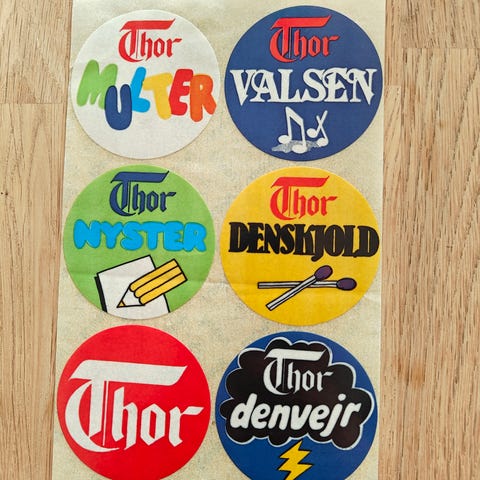 Thor
MULTER
Thor
VALSEN
Thor
NYSTER
Thor
DENSKJOLD
Thor
Thor
denvejr